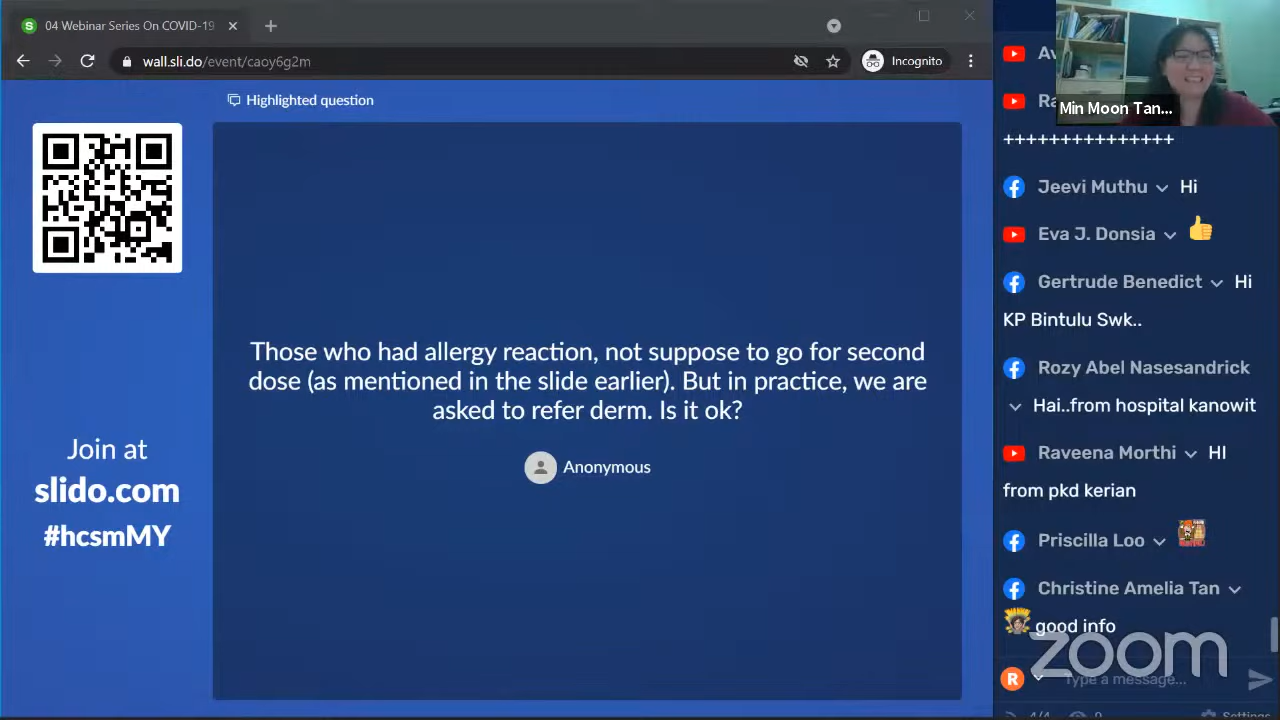 04 Webinar Series On COVID-19
wall.sli.do/event/caoy6g2m
Incognito
Highlighted question
Those who had allergy reaction, not suppose to go for second
dose (as mentioned in the slide earlier). But in practice, we are
asked to refer derm. Is it ok?
Anonymous
Join at
slido.com
#hcsmMY
Min Moon Tan...
+++++++++++++++
Jeevi Muthu Hi
Eva J. Donsia
Gertrude Benedict Hi
KP Bintulu Swk..
Rozy Abel Nasesandrick
Hai..from hospital kanowit
Raveena Morthi HI
from pkd kerian
Priscilla Loo
Christine Amelia Tan
good info
zoom
R Type a message...
Settings